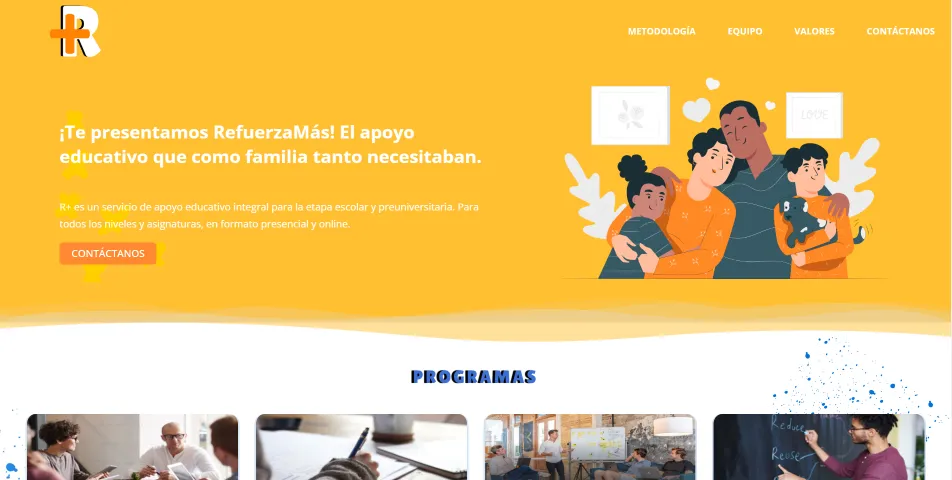 R
METODOLOGÍA
EQUIPO
VALORES
CONTÁCTANOS
LOVE
¡Te presentamos RefuerzaMás! El apoyo
educativo que como familia tanto necesitaban.
R+ es un servicio de apoyo educativo integral para la etapa escolar y preuniversitaria. Para
todos los niveles y asignaturas, en formato presencial y online.
CONTÁCTANOS
PROGRAMAS
Reduce
Reuse